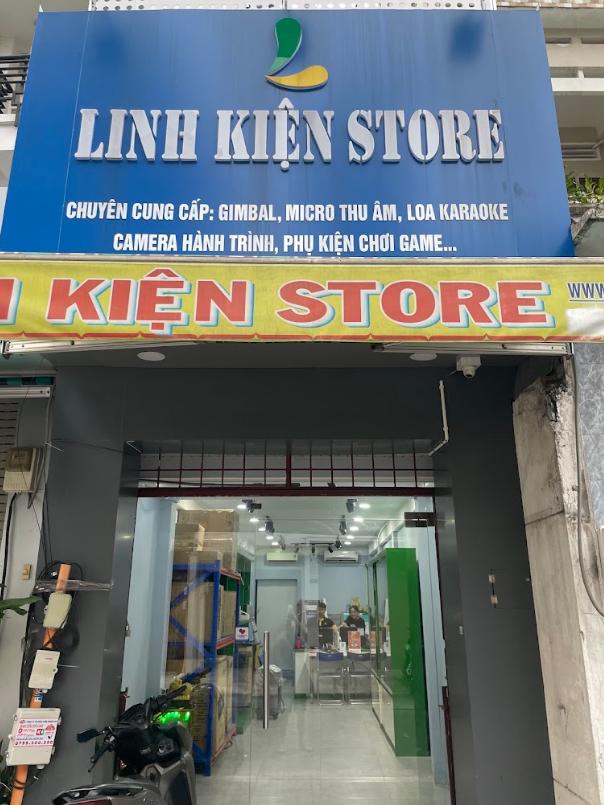 LINH KIỆN STORE
CHUYÊN CUNG CẤP: GIMBAL, MICRO THU ÂM, LOA KARAOKE
CAMERA HÀNH TRÌNH, PHỤ KIỆN CHƠI GAME...
KIỆN STORE
WWW